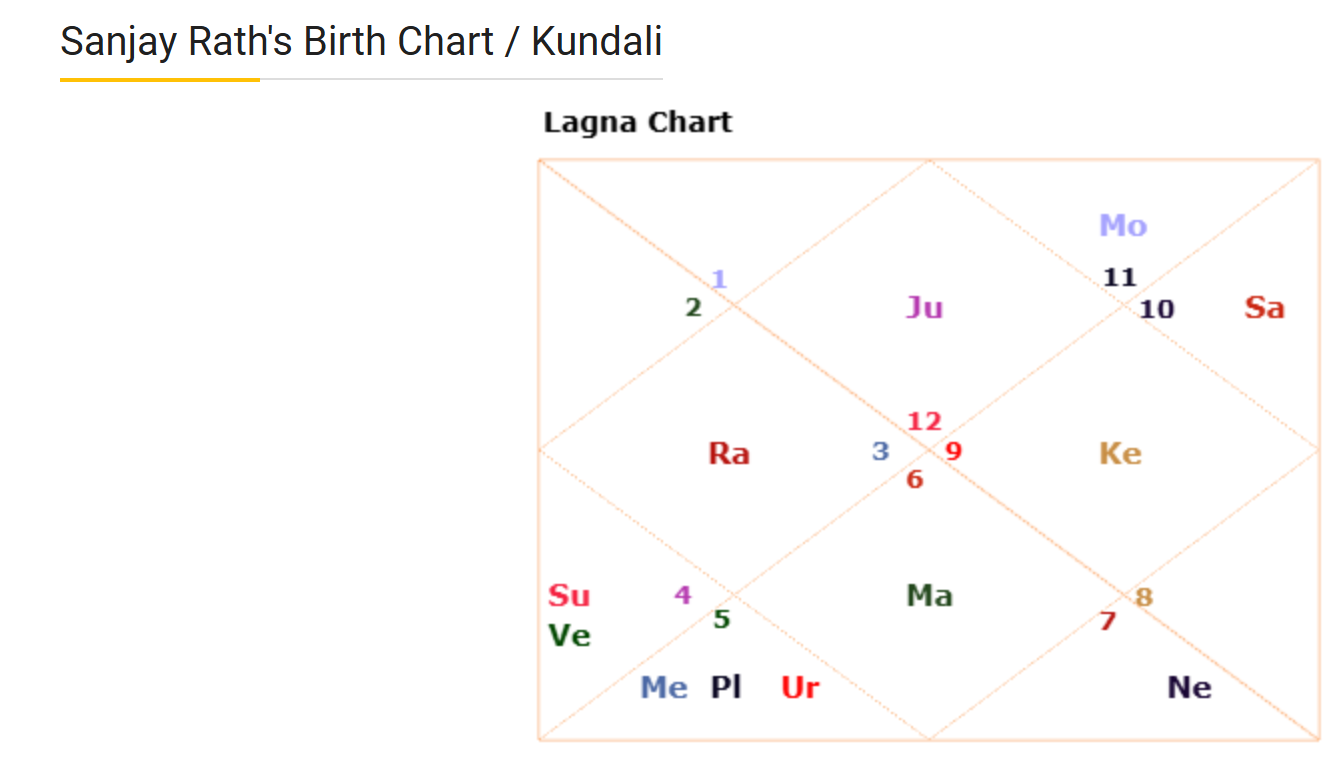 Sanjay Rath's Birth Chart / Kundali
Lagna Chart
Mo
1 11
2 Ju 10 Sa
12
Ra 3 9 Ke
6
Su 4 Ma 8
5 7
Ve
Me Pl Ur Ne